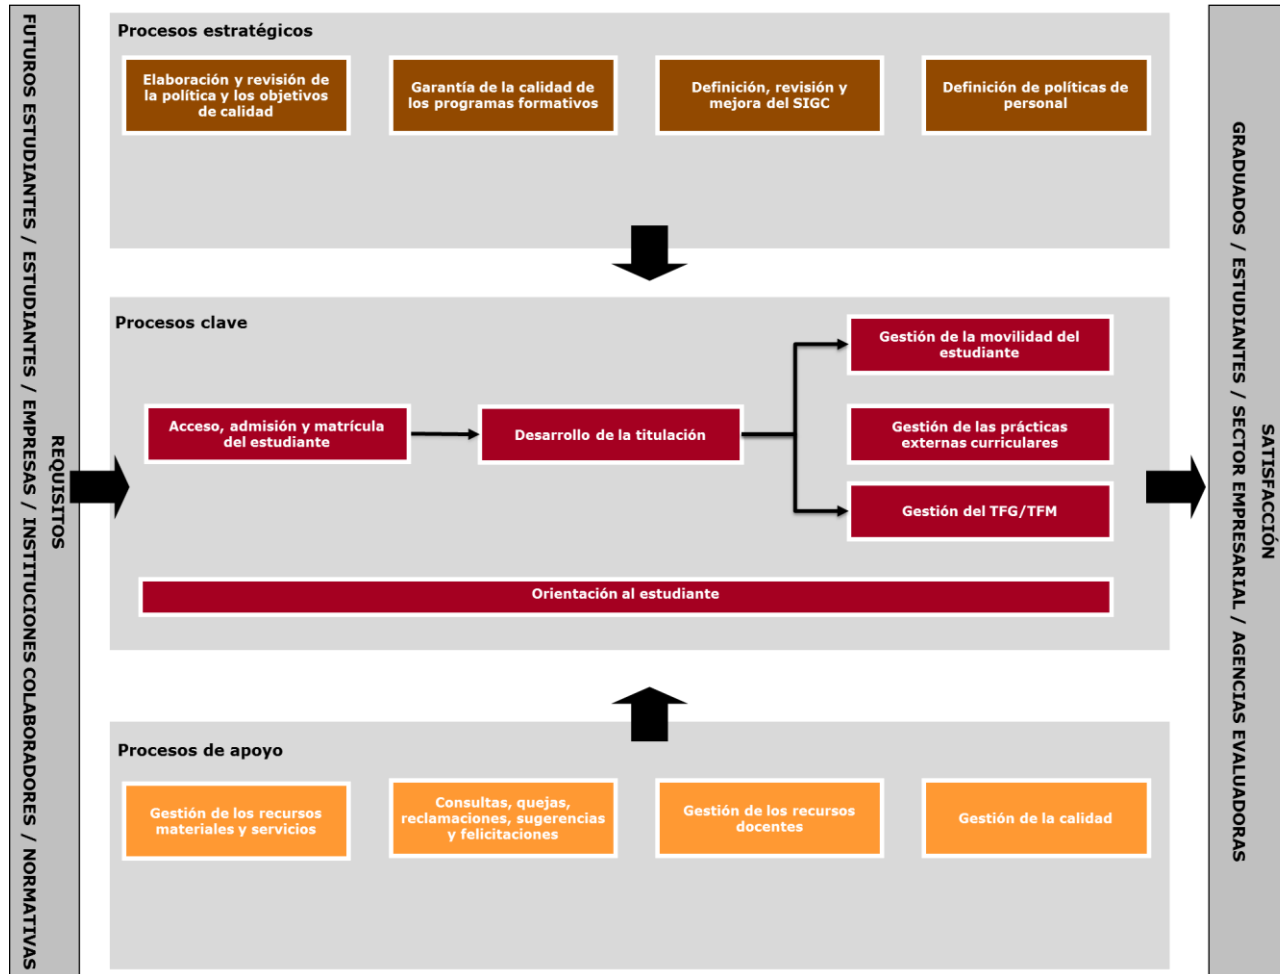 FUTUROS ESTUDIANTES / ESTUDIANTES / EMPRESAS / INSTITUCIONES COLABORADORES / NORMATIVAS
REQUISITOS
Procesos estratégicos
Elaboración y revisión de
la política y los objetivos
de calidad
Garantía de la calidad de
los programas formativos
Definición, revisión y
mejora del SIGC
Definición de políticas de
personal
Procesos clave
Acceso, admisión y matrícula
del estudiante
Desarrollo de la titulación
Gestión de la movilidad del
estudiante
Gestión de las prácticas
externas curriculares
Gestión del TFG/TFM
Orientación al estudiante
Procesos de apoyo
Gestión de los recursos
materiales y servicios
Consultas, quejas,
reclamaciones, sugerencias
y felicitaciones
Gestión de los recursos
docentes
Gestión de la calidad
SATISFACCIÓN
GRADUADOS / ESTUDIANTES / SECTOR EMPRESARIAL / AGENCIAS EVALUADORAS